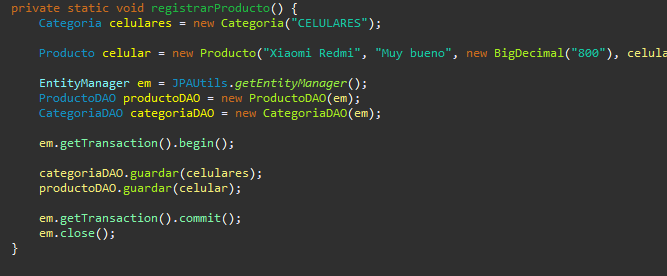 private static void registrarProducto() {
Categoria celulares = new Categoria("CELULARES");
Producto celular = new Producto("Xiaomi Redmi", "Muy bueno", new BigDecimal("800"), celula
EntityManager em = JPAUtils.getEntityManager();
ProductoDAO productoDAO = new ProductoDAO(em);
CategoriaDAO categoriaDAO = new CategoriaDAO(em);
em.getTransaction().begin();
categoriaDAO.guardar(celulares);
productoDAO.guardar(celular);
em.getTransaction().commit();
em.close();
}